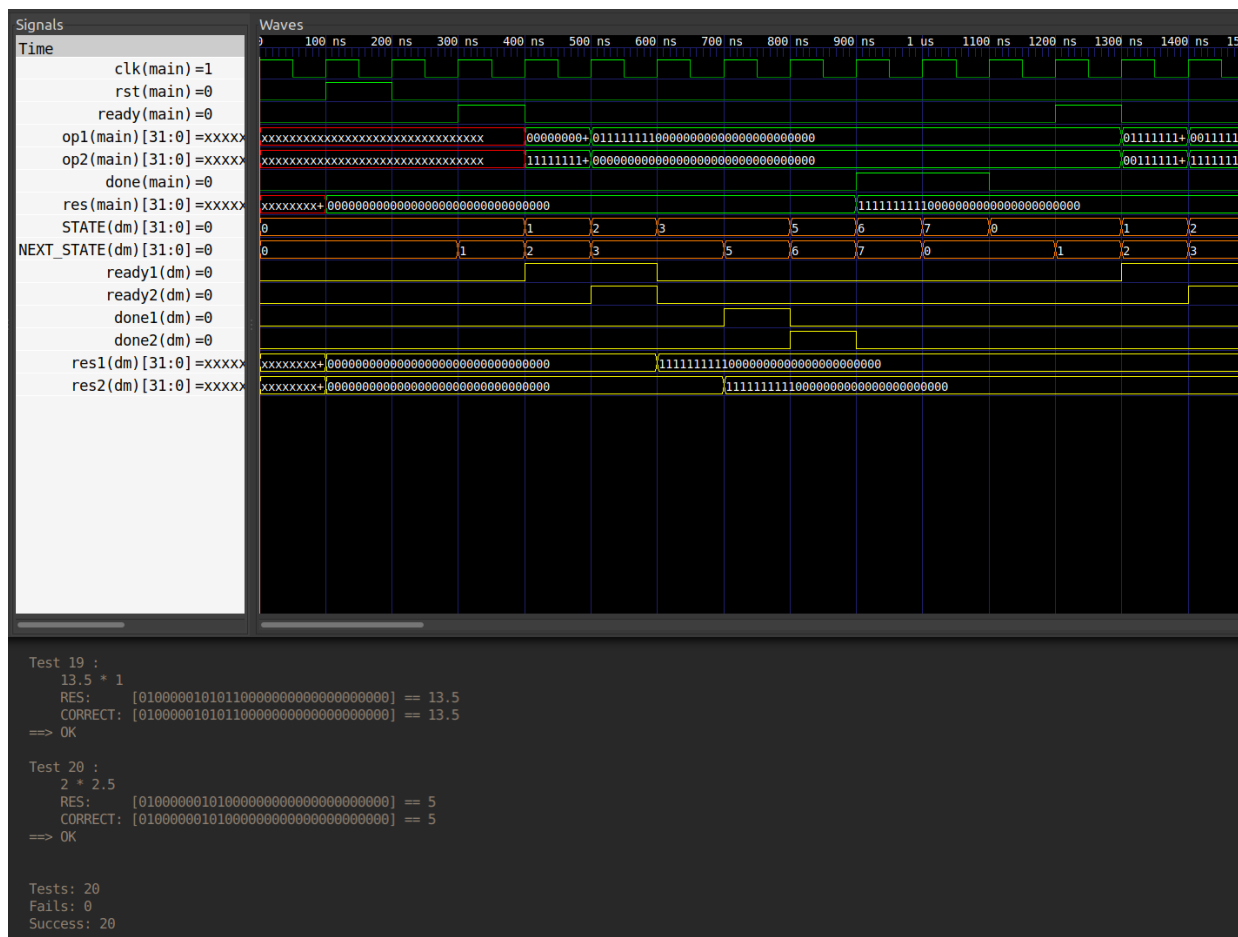 Signals
Waves
Time
0 100 ns 200 ns 300 ns 400 ns 500 ns 600 ns 700 ns 800 ns 900 ns 1 us 1100 ns 1200 ns 1300 ns 1400 ns 15
clk(main)=1
rst(main)=0
ready(main)=0
op1(main)[31:0]=xxxxx xxxxxxxxxxxxxxxxxxxxxxxxxxxxxxxx 00000000+ 01111111100000000000000000000000 01111111+ 0011111
op2(main)[31:0]=xxxxx xxxxxxxxxxxxxxxxxxxxxxxxxxxxxxxx 11111111+ 00000000000000000000000000000000 00111111+ 1111111
done(main)=0
res(main)[31:0]=xxxxx xxxxxxxx+ 00000000000000000000000000000000 11111111110000000000000000000000
STATE(dm)[31:0]=0 0 1 2 3 5 6 7 0 1 2
NEXT_STATE(dm)[31:0]=0 0 1 2 3 5 6 7 0 1 2 3
ready1(dm)=0
ready2(dm)=0
done1(dm)=0
done2(dm)=0
res1(dm)[31:0]=xxxxx xxxxxxxx+ 00000000000000000000000000000000 11111111110000000000000000000000
res2(dm)[31:0]=xxxxx xxxxxxxx+ 00000000000000000000000000000000 11111111110000000000000000000000
Test 19 :
13.5 * 1
RES: [01000001010110000000000000000000] == 13.5
CORRECT: [01000001010110000000000000000000] == 13.5
==> OK
Test 20 :
2 * 2.5
RES: [01000000101000000000000000000000] == 5
CORRECT: [01000000101000000000000000000000] == 5
==> OK
Tests: 20
Fails: 0
Success: 20